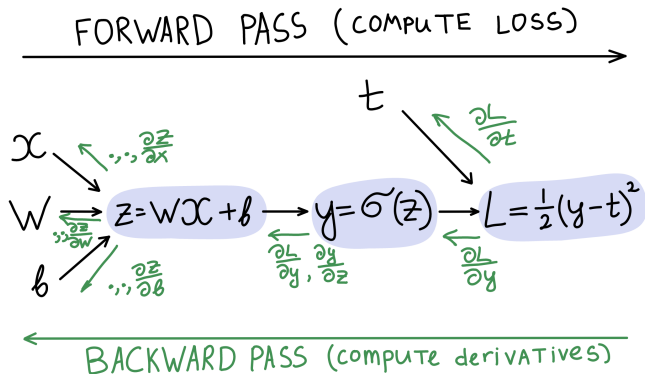 FORWARD PASS (COMPUTE LOSS)
t
∂L/∂t
x
·,·, ∂z/∂x
W
z = Wx + b
y = σ(z)
L = 1/2 (y - t)²
·,·, ∂z/∂w
∂L/∂y, ∂y/∂z
∂L/∂y
b
·,·, ∂z/∂b
BACKWARD PASS (COMPUTE derivatives)